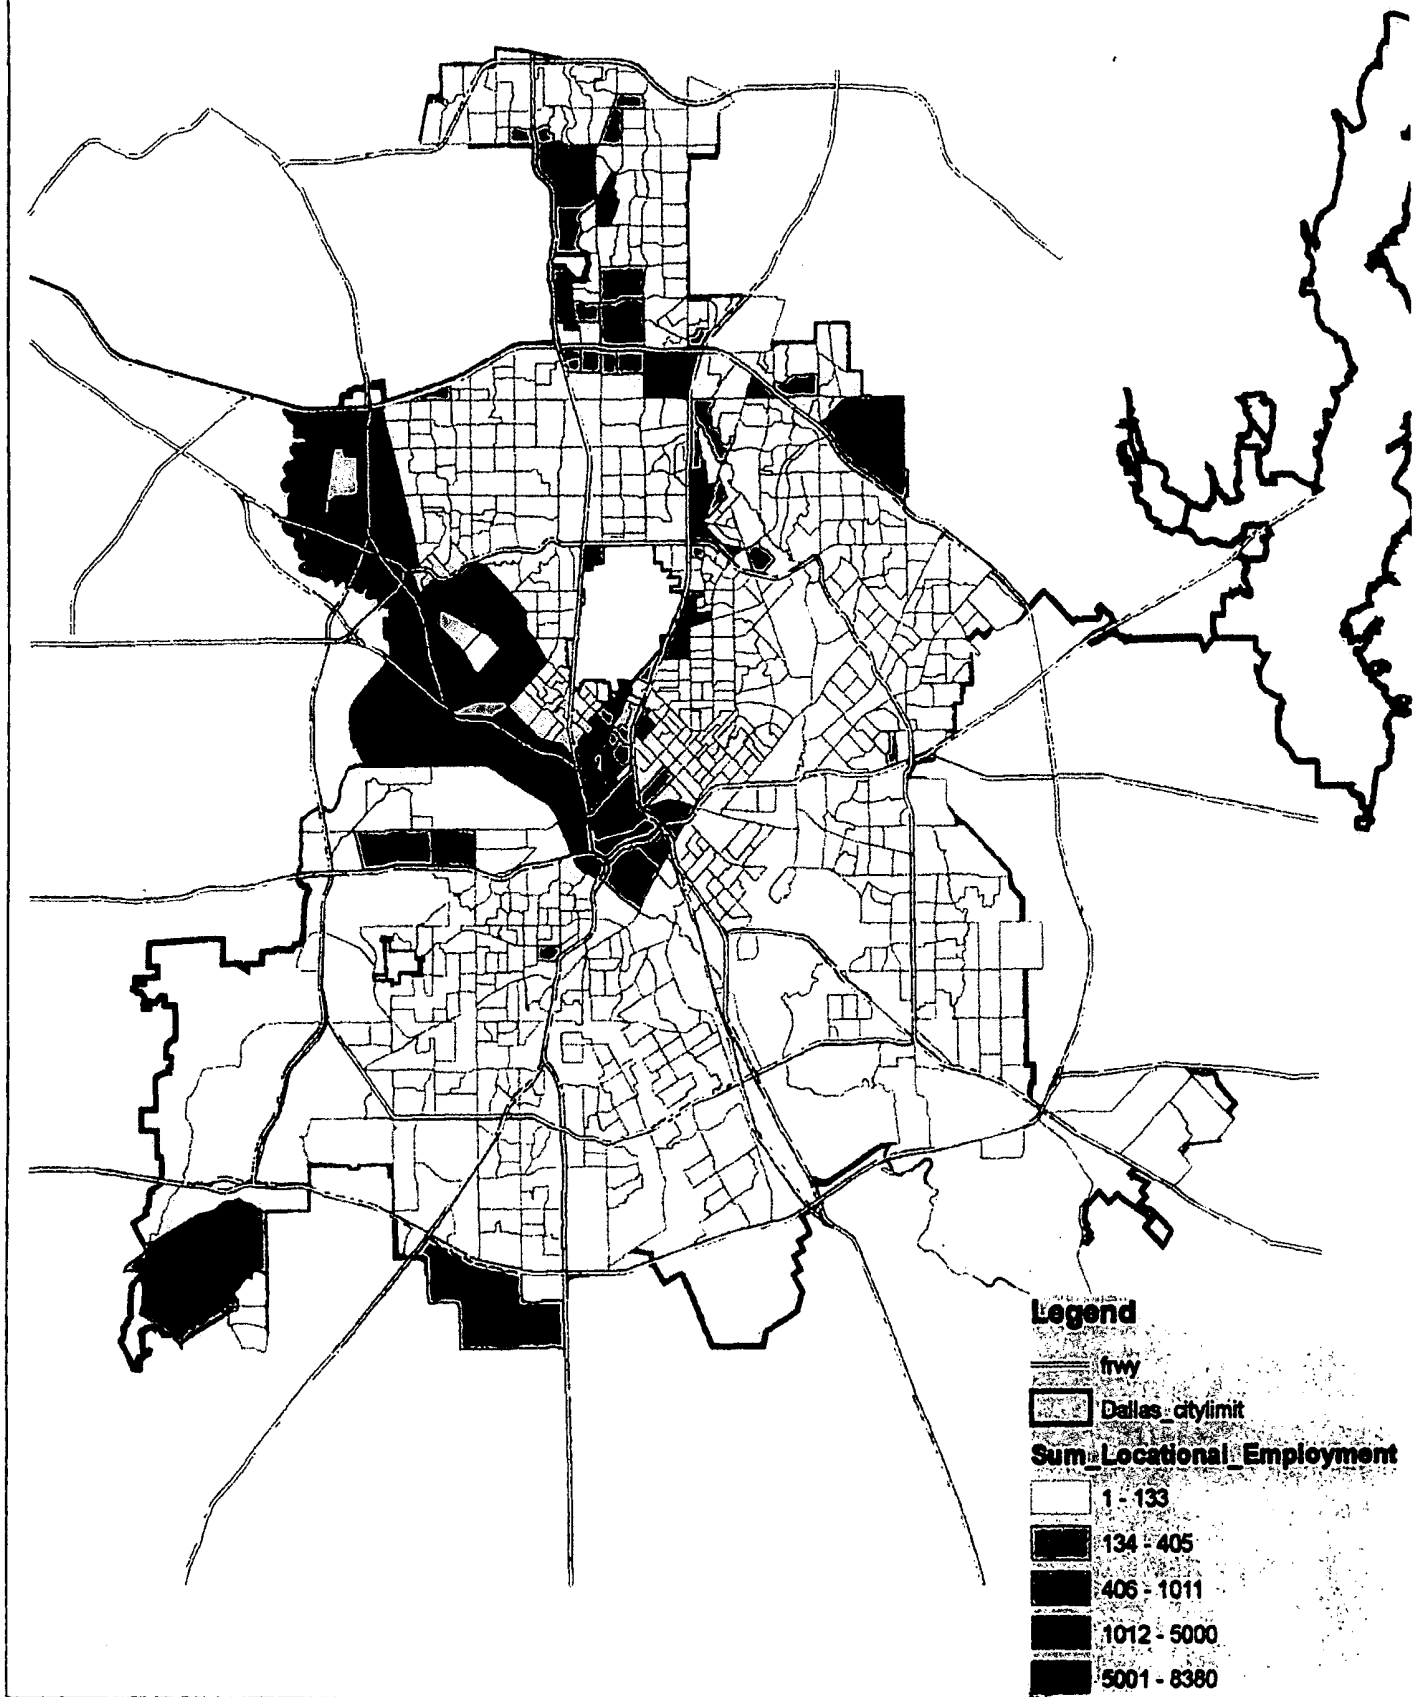 Legend
frwy
Dallas_citylimit
Sum_Locational_Employment
1 - 133
134 - 405
406 - 1011
1012 - 5000
5001 - 8380